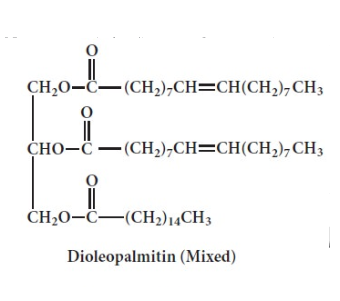 O
CH₂O–C–(CH₂)₇CH=CH(CH₂)₇CH₃
O
CHO–C–(CH₂)₇CH=CH(CH₂)₇CH₃
O
CH₂O–C–(CH₂)₁₄CH₃
Dioleopalmitin (Mixed)